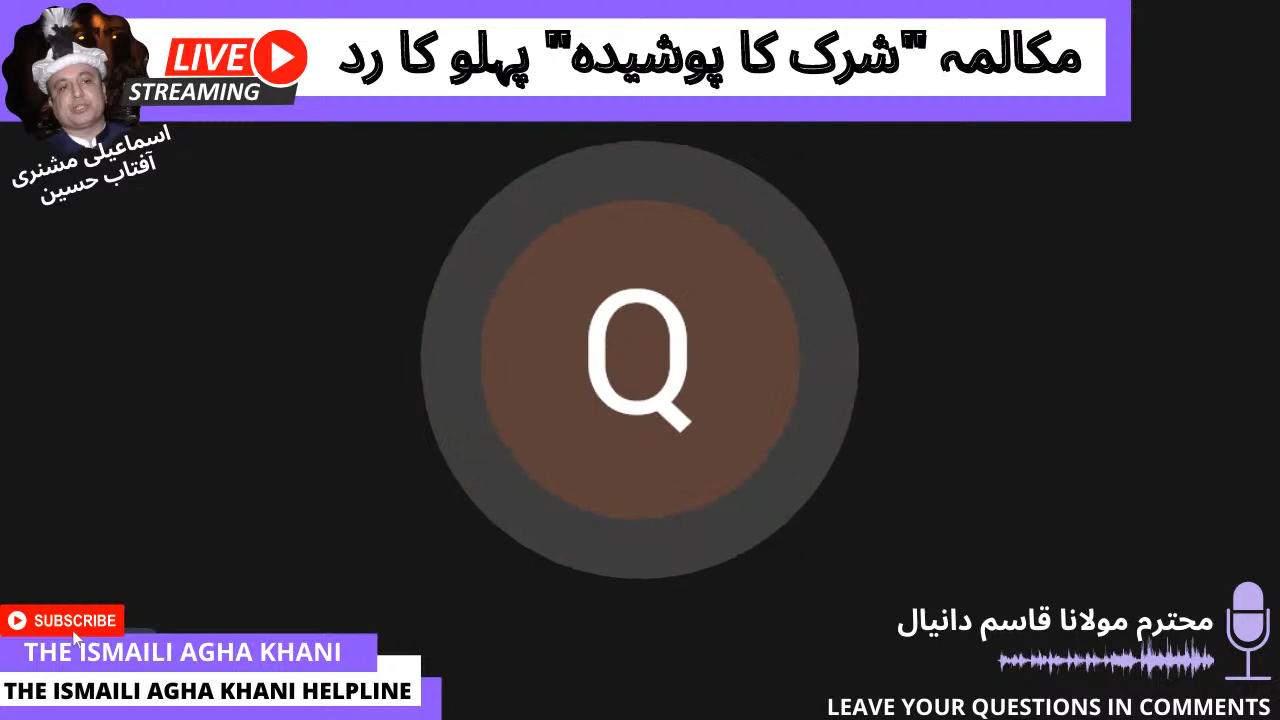 مکالمہ "شرک کا پوشیدہ" پہلو کا رد
LIVE
STREAMING
اسماعیلی مشنری
آفتاب حسین
Q
محترم مولانا قاسم دانیال
SUBSCRIBE
THE ISMAILI AGHA KHANI
THE ISMAILI AGHA KHANI HELPLINE
LEAVE YOUR QUESTIONS IN COMMENTS